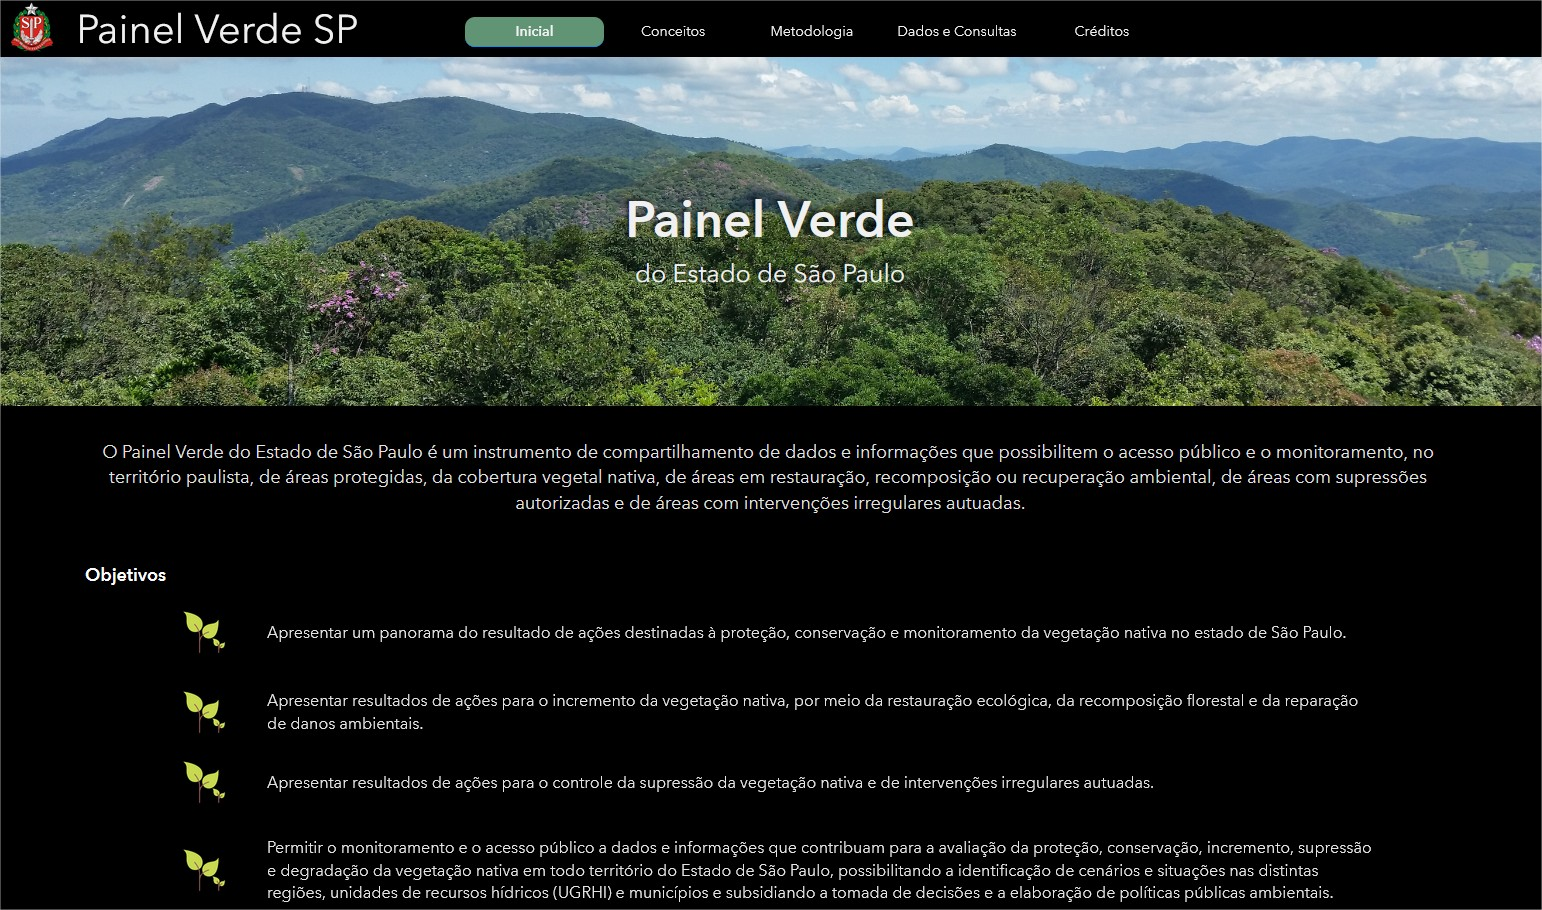 SP
Painel Verde SP
Inicial
Conceitos
Metodologia
Dados e Consultas
Créditos
Painel Verde
do Estado de São Paulo
O Painel Verde do Estado de São Paulo é um instrumento de compartilhamento de dados e informações que possibilitem o acesso público e o monitoramento, no
território paulista, de áreas protegidas, da cobertura vegetal nativa, de áreas em restauração, recomposição ou recuperação ambiental, de áreas com supressões
autorizadas e de áreas com intervenções irregulares autuadas.
Objetivos
Apresentar um panorama do resultado de ações destinadas à proteção, conservação e monitoramento da vegetação nativa no estado de São Paulo.
Apresentar resultados de ações para o incremento da vegetação nativa, por meio da restauração ecológica, da recomposição florestal e da reparação
de danos ambientais.
Apresentar resultados de ações para o controle da supressão da vegetação nativa e de intervenções irregulares autuadas.
Permitir o monitoramento e o acesso público a dados e informações que contribuam para a avaliação da proteção, conservação, incremento, supressão
e degradação da vegetação nativa em todo território do Estado de São Paulo, possibilitando a identificação de cenários e situações nas distintas
regiões, unidades de recursos hídricos (UGRHI) e municípios e subsidiando a tomada de decisões e a elaboração de políticas públicas ambientais.